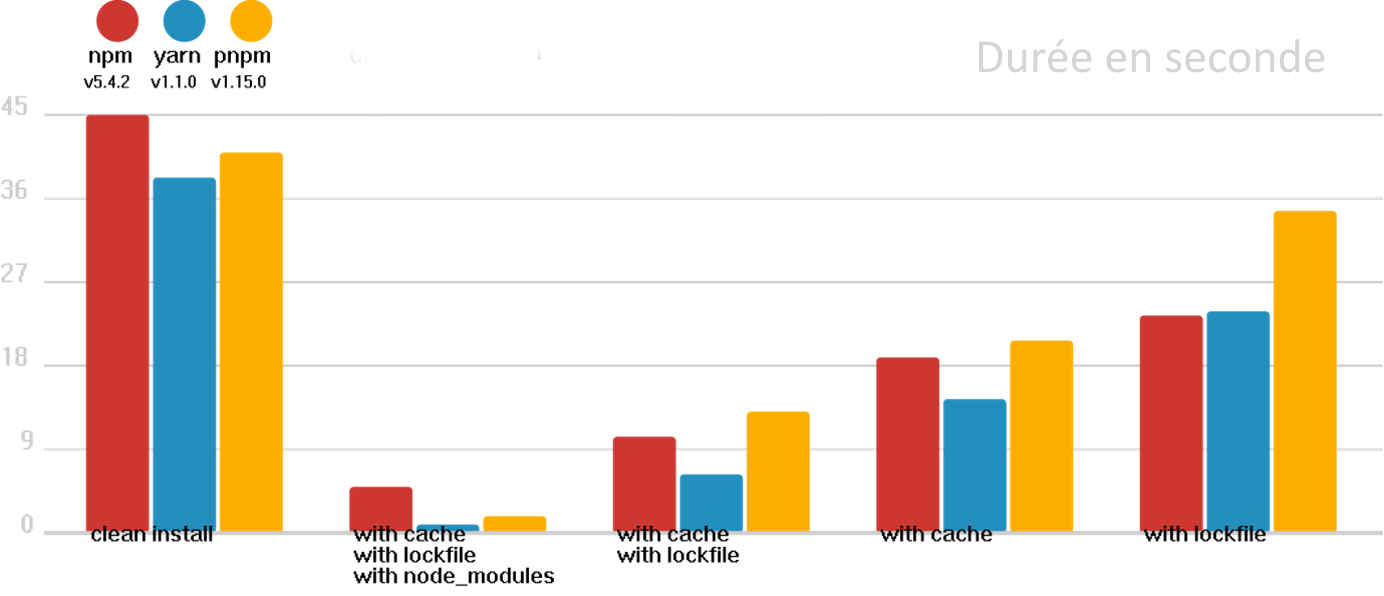 npm yarn pnpm
v5.4.2 v1.1.0 v1.15.0
Durée en seconde
45
36
27
18
9
0
clean install
with cache
with lockfile
with node_modules
with cache
with lockfile
with cache
with lockfile